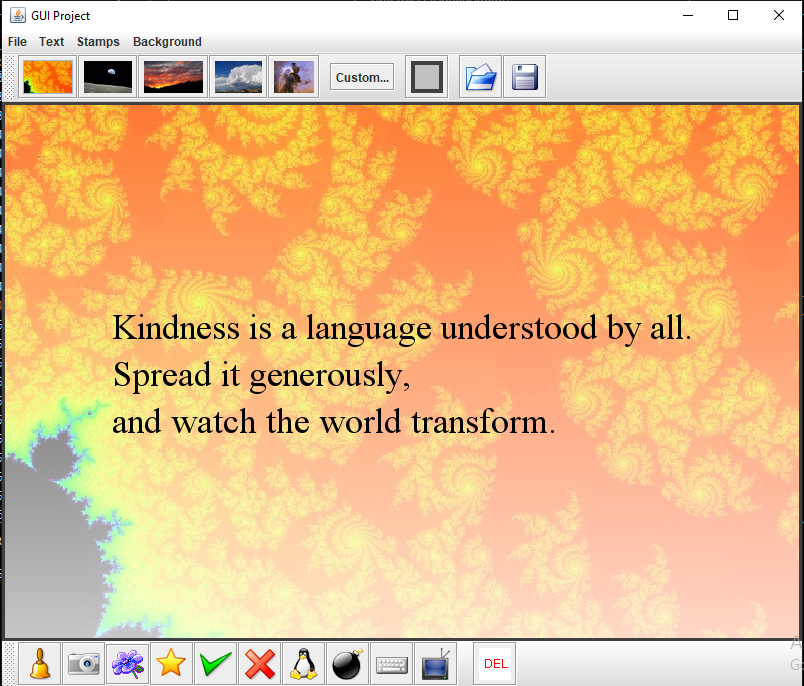 GUI Project
File Text Stamps Background
Custom...
Kindness is a language understood by all.
Spread it generously,
and watch the world transform.
DEL